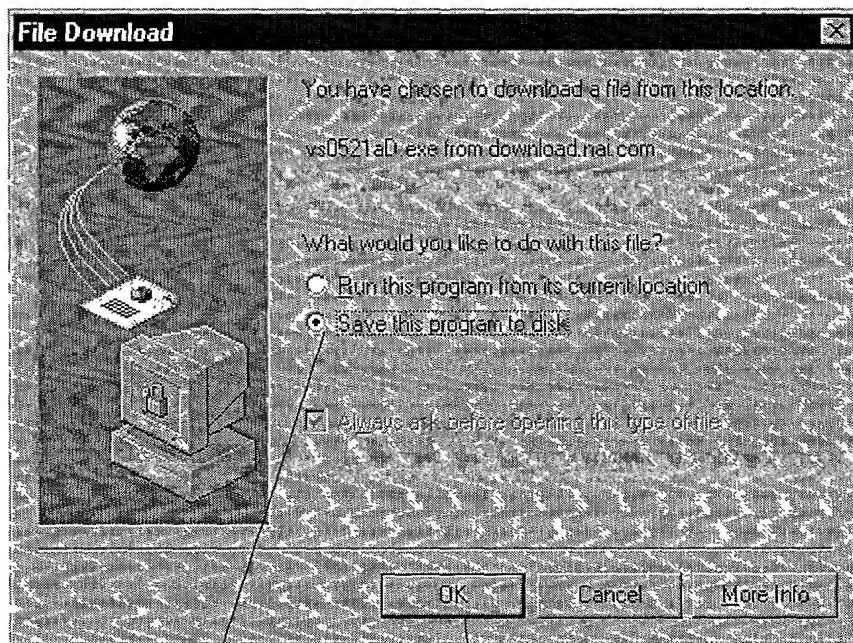 File Download
You have chosen to download a file from this location.
vs0521aD.exe from download.nai.com
What would you like to do with this file?
Run this program from its current location
Save this program to disk
Always ask before opening this type of file
OK Cancel More Info